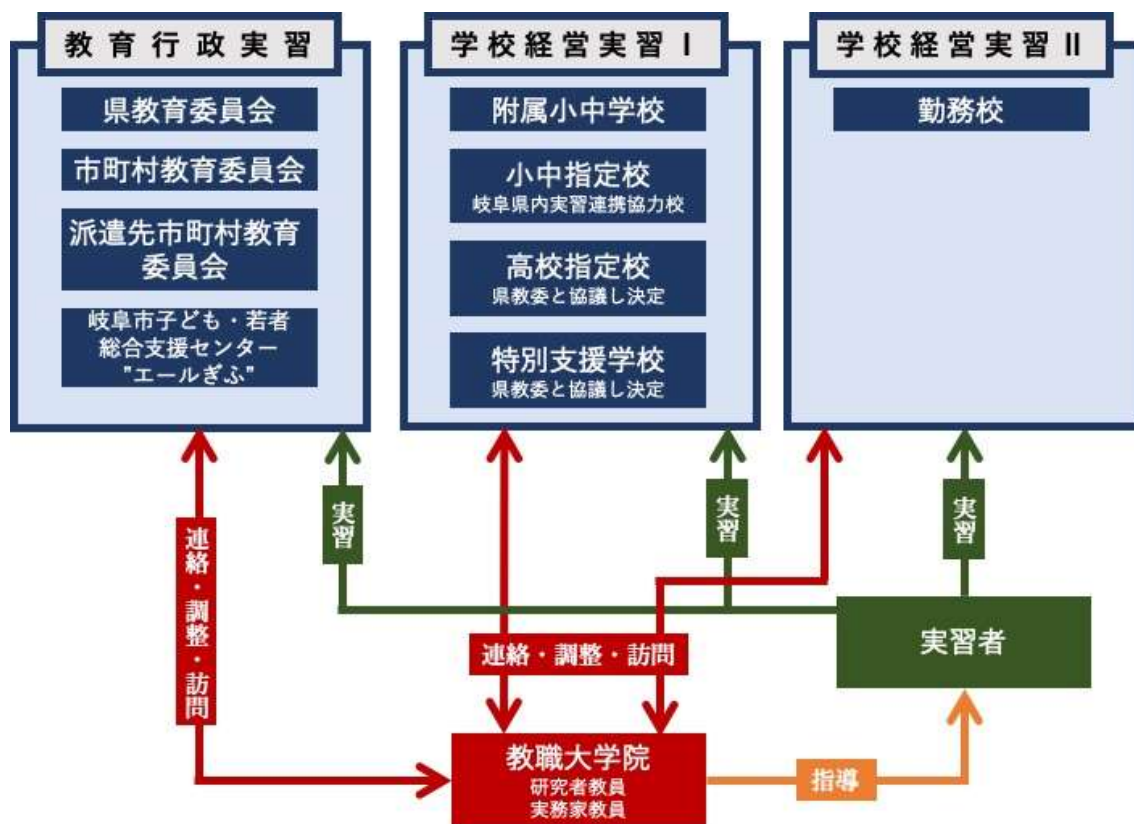 教育行政実習
県教育委員会
市町村教育委員会
派遣先市町村教育
委員会
岐阜市子ども・若者
総合支援センター
"エールぎふ"
学校経営実習Ⅰ
附属小中学校
小中指定校
岐阜県内実習連携協力校
高校指定校
県教委と協議し決定
特別支援学校
県教委と協議し決定
学校経営実習Ⅱ
勤務校
実習
実習
実習
連絡・調整・訪問
連絡・調整・訪問
実習者
教職大学院
研究者教員
実務家教員
指導